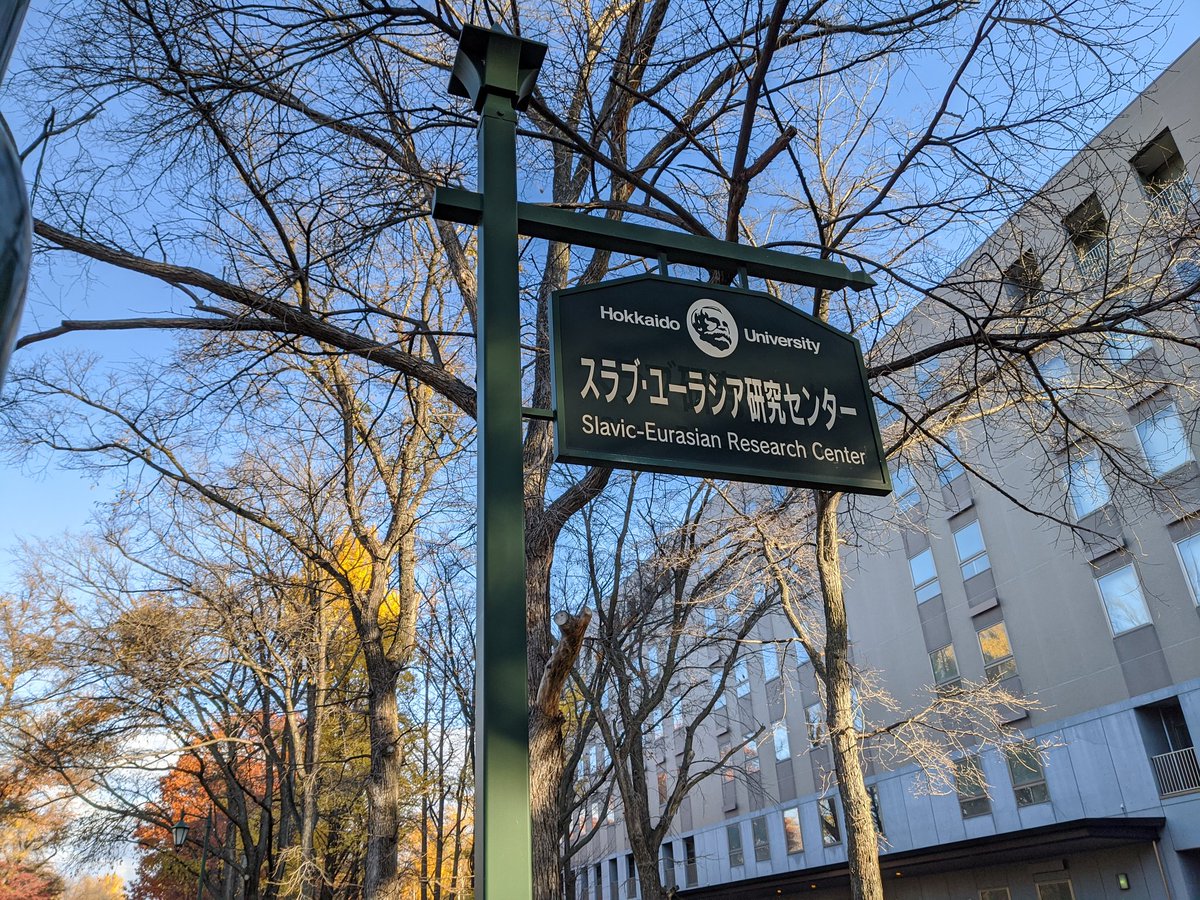 Hokkaido University
スラブ・ユーラシア研究センター
Slavic-Eurasian Research Center